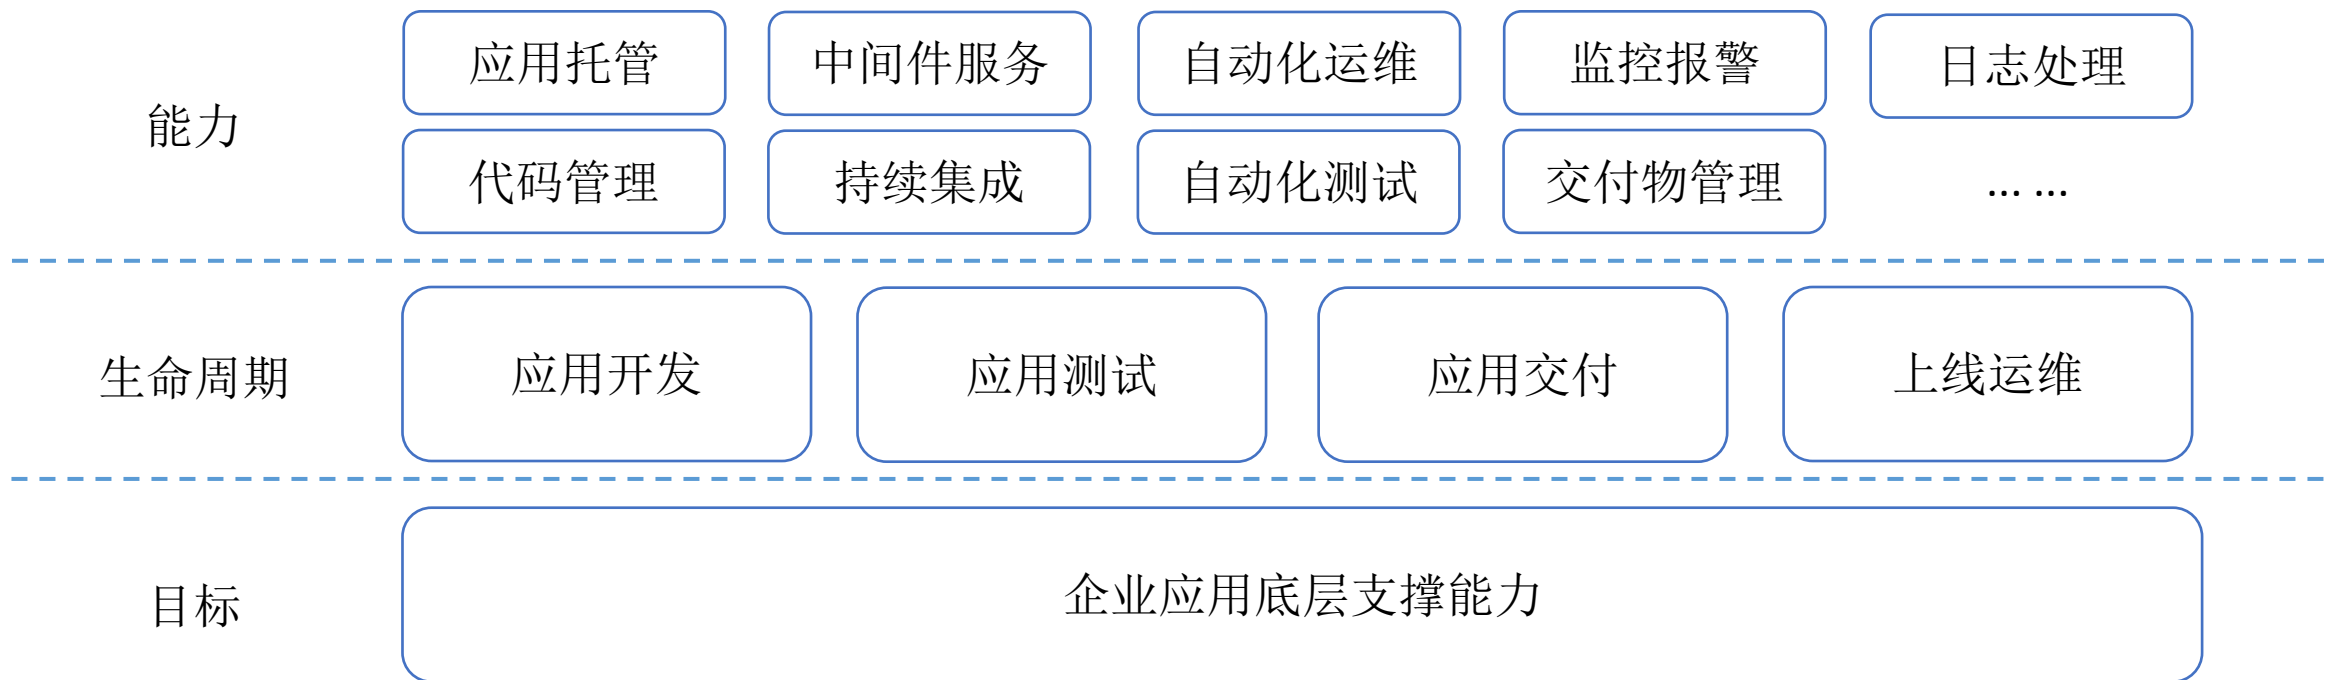 能力
应用托管
中间件服务
自动化运维
监控报警
日志处理
代码管理
持续集成
自动化测试
交付物管理
... ...
生命周期
应用开发
应用测试
应用交付
上线运维
目标
企业应用底层支撑能力